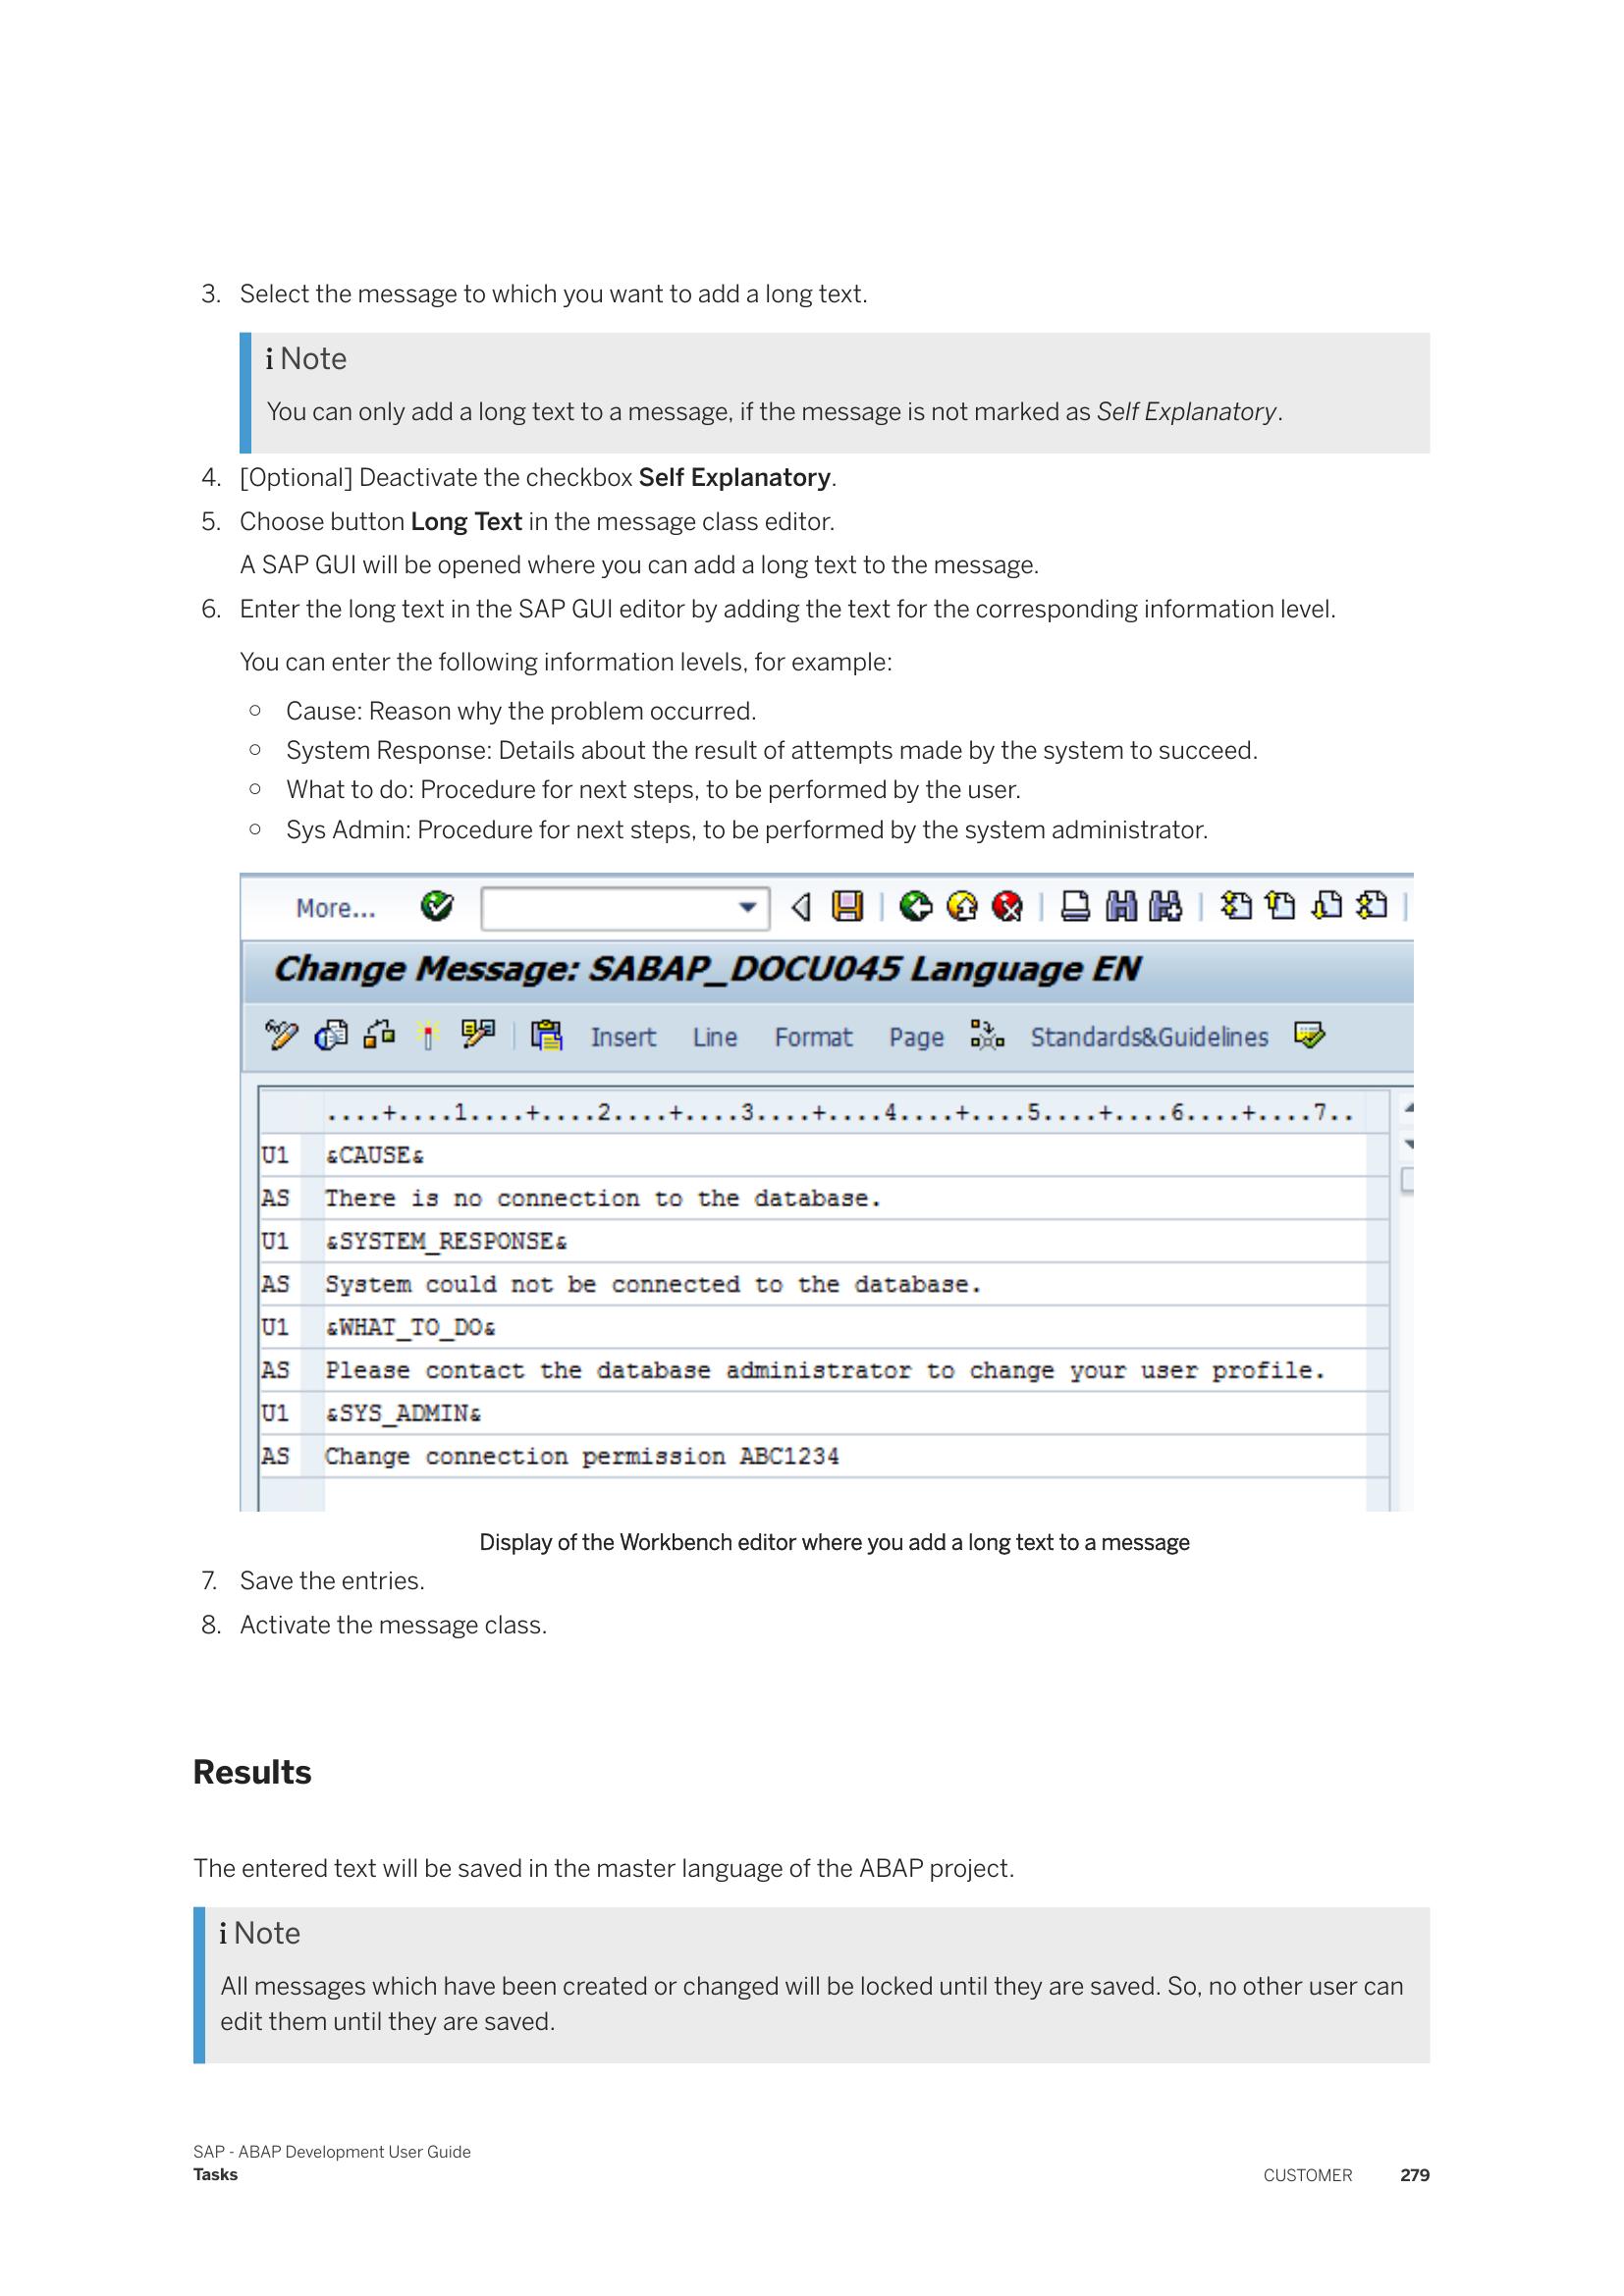 3. Select the message to which you want to add a long text.
i Note
You can only add a long text to a message, if the message is not marked as Self Explanatory.
4. [Optional] Deactivate the checkbox Self Explanatory.
5. Choose button Long Text in the message class editor.
A SAP GUI will be opened where you can add a long text to the message.
6. Enter the long text in the SAP GUI editor by adding the text for the corresponding information level.
You can enter the following information levels, for example:
○ Cause: Reason why the problem occurred.
○ System Response: Details about the result of attempts made by the system to succeed.
○ What to do: Procedure for next steps, to be performed by the user.
○ Sys Admin: Procedure for next steps, to be performed by the system administrator.
More...
Change Message: SABAP_DOCU045 Language EN
Insert Line Format Page Standards&Guidelines
....+....1....+....2....+....3....+....4....+....5....+....6....+....7..
U1 &CAUSE&
AS There is no connection to the database.
U1 &SYSTEM_RESPONSE&
AS System could not be connected to the database.
U1 &WHAT_TO_DO&
AS Please contact the database administrator to change your user profile.
U1 &SYS_ADMIN&
AS Change connection permission ABC1234
Display of the Workbench editor where you add a long text to a message
7. Save the entries.
8. Activate the message class.
Results
The entered text will be saved in the master language of the ABAP project.
i Note
All messages which have been created or changed will be locked until they are saved. So, no other user can
edit them until they are saved.
SAP - ABAP Development User Guide
Tasks
CUSTOMER 279